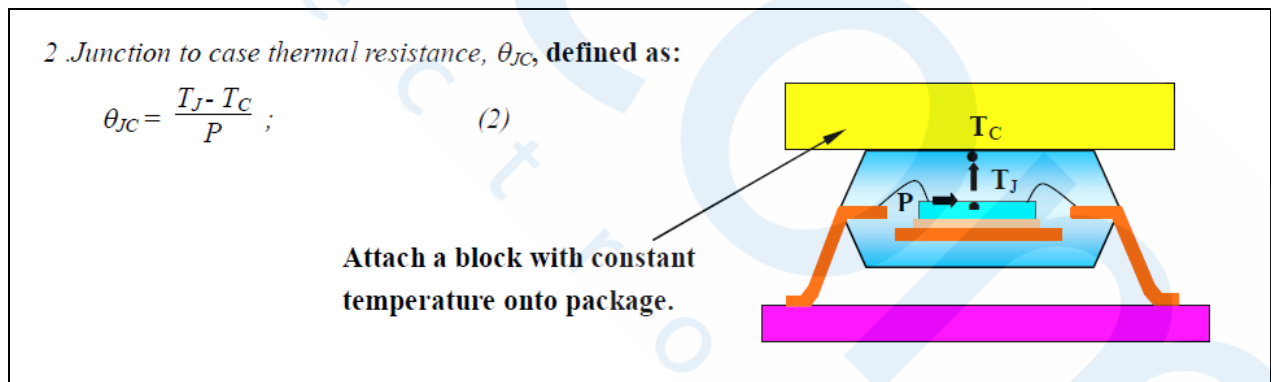 2 .Junction to case thermal resistance, θJC, defined as:
θJC = TJ - TC / P ; (2)
TC
TJ
P
Attach a block with constant
temperature onto package.